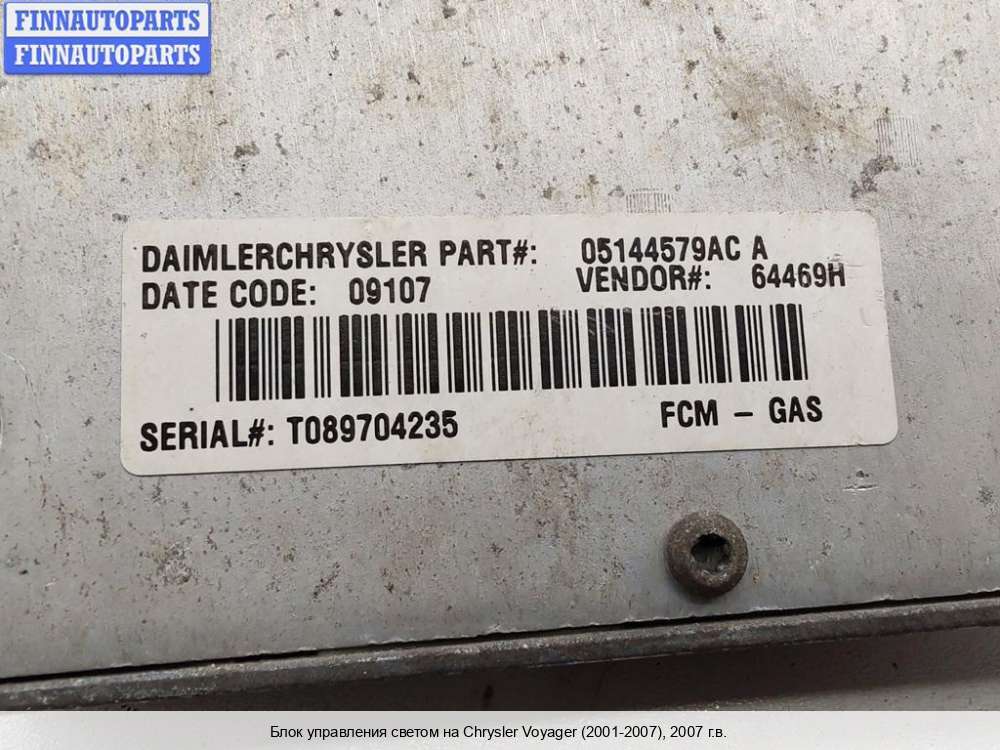 FINNAUTOPARTS
FINNAUTOPARTS
DAIMLERCHRYSLER PART#: 05144579AC A
DATE CODE: 09107 VENDOR#: 64469H
SERIAL#: T089704235 FCM - GAS
Блок управления светом на Chrysler Voyager (2001-2007), 2007 г.в.